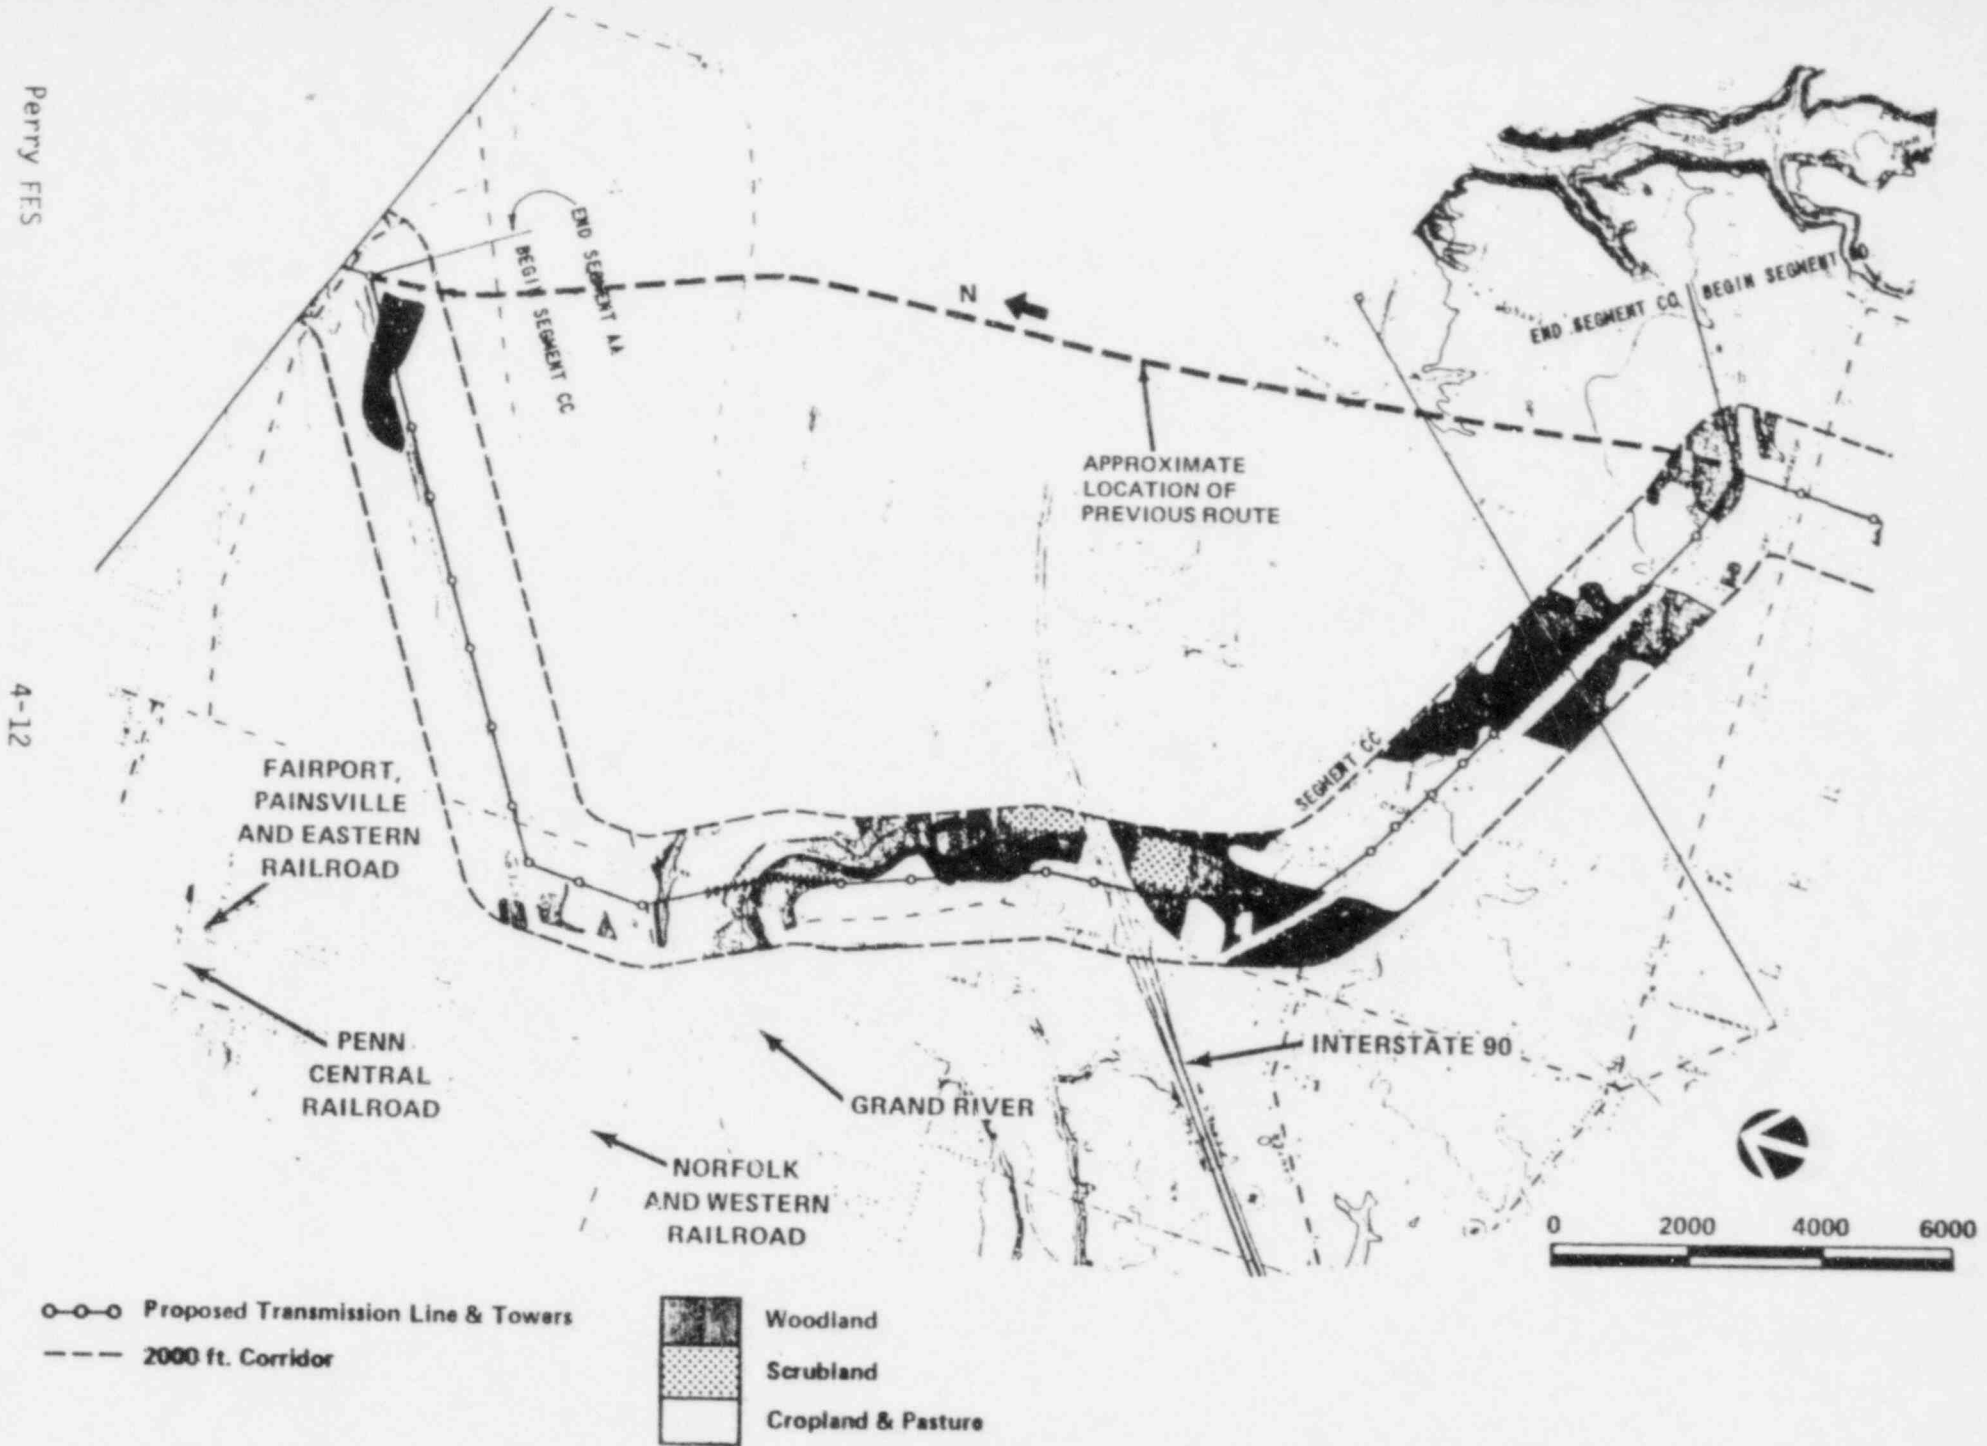 Perry FES
4-12
END SEGMENT AA
BEGIN SEGMENT CC
N
APPROXIMATE
LOCATION OF
PREVIOUS ROUTE
END SEGMENT CC
BEGIN SEGMENT
SEGMENT CC
FAIRPORT,
PAINSVILLE
AND EASTERN
RAILROAD
PENN
CENTRAL
RAILROAD
GRAND RIVER
NORFOLK
AND WESTERN
RAILROAD
INTERSTATE 90
0 2000 4000 6000
Proposed Transmission Line & Towers
2000 ft. Corridor
Woodland
Scrubland
Cropland & Pasture